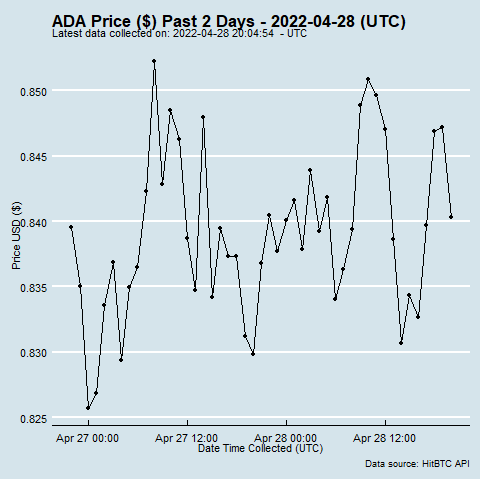 ADA Price ($) Past 2 Days - 2022-04-28 (UTC)
Latest data collected on: 2022-04-28 20:04:54 - UTC
Price USD ($)
0.850
0.845
0.840
0.835
0.830
0.825
Apr 27 00:00 Apr 27 12:00 Apr 28 00:00 Apr 28 12:00
Date Time Collected (UTC)
Data source: HitBTC API